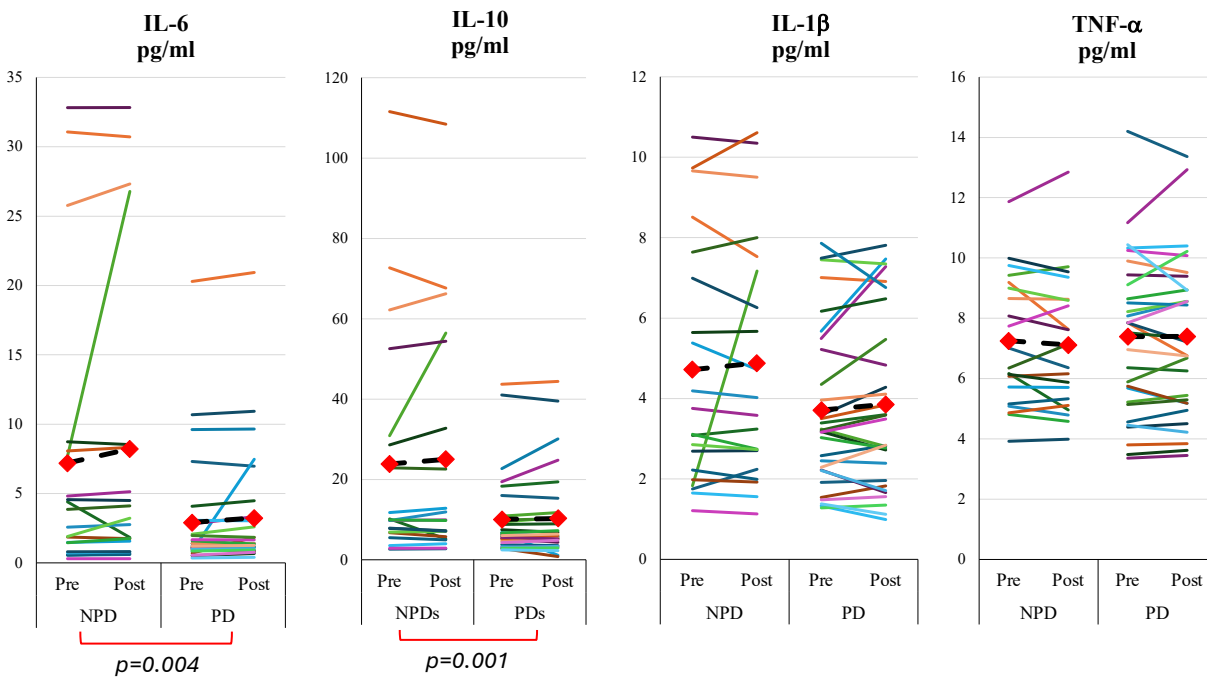 IL-6
pg/ml
35
30
25
20
15
10
5
0
Pre Post Pre Post
NPD PD
p=0.004
IL-10
pg/ml
120
100
80
60
40
20
0
Pre Post Pre Post
NPDs PDs
p=0.001
IL-1β
pg/ml
12
10
8
6
4
2
0
Pre Post Pre Post
NPD PD
TNF-α
pg/ml
16
14
12
10
8
6
4
2
0
Pre Post Pre Post
NPD PD